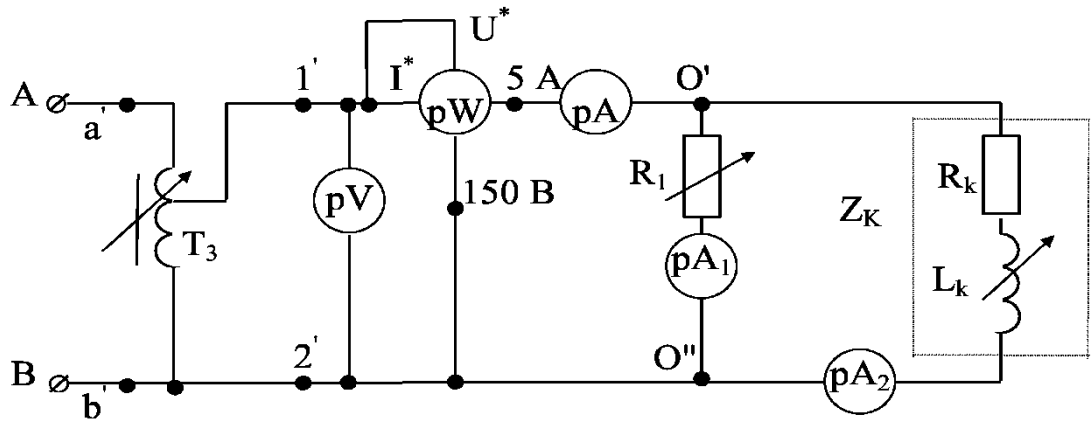 U*
A
a'
1'
I*
pW
5 A
pA
O'
R₁
Rk
ZK
pV
150 В
T₃
pA₁
Lk
B
b'
2'
O"
pA₂